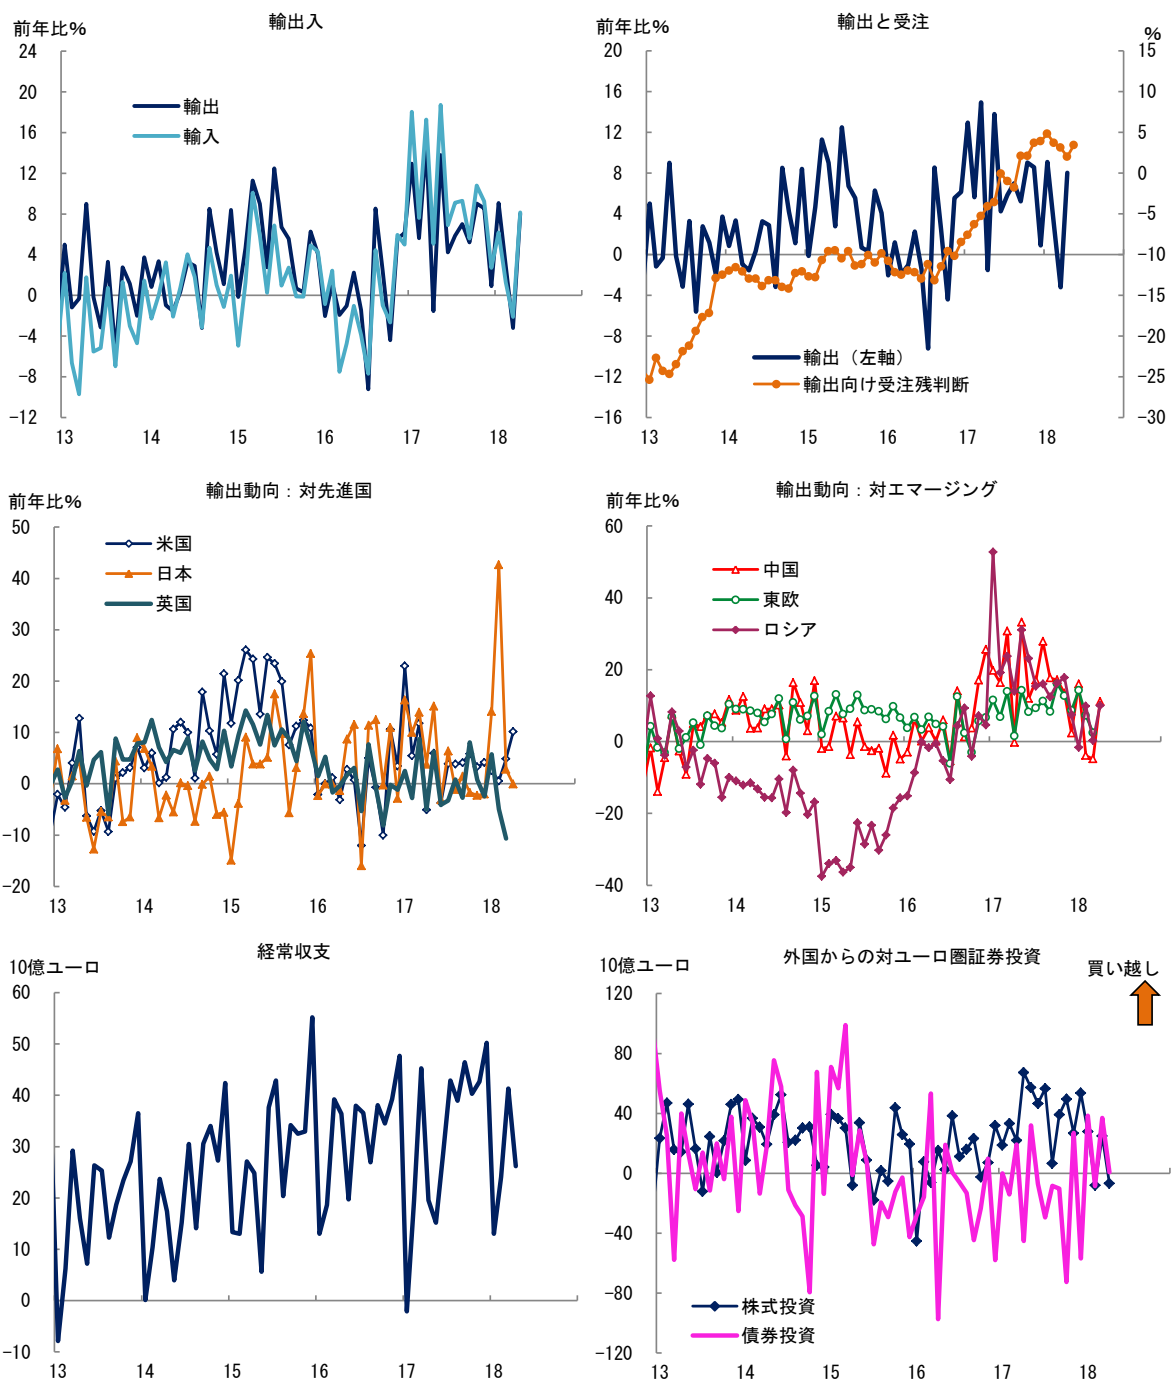 輸出入
前年比%
24
20
16
12
8
4
0
-4
-8
-12
輸出
輸入
13 14 15 16 17 18
輸出と受注
前年比%
%
20
16
12
8
4
0
-4
-8
-12
-16
15
10
5
0
-5
-10
-15
-20
-25
-30
輸出（左軸）
輸出向け受注残判断
13 14 15 16 17 18
輸出動向：対先進国
前年比%
50
40
30
20
10
0
-10
-20
米国
日本
英国
13 14 15 16 17 18
輸出動向：対エマージング
前年比%
60
40
20
0
-20
-40
中国
東欧
ロシア
13 14 15 16 17 18
経常収支
10億ユーロ
60
50
40
30
20
10
0
-10
13 14 15 16 17 18
外国からの対ユーロ圏証券投資
10億ユーロ
買い越し
120
80
40
0
-40
-80
-120
株式投資
債券投資
13 14 15 16 17 18